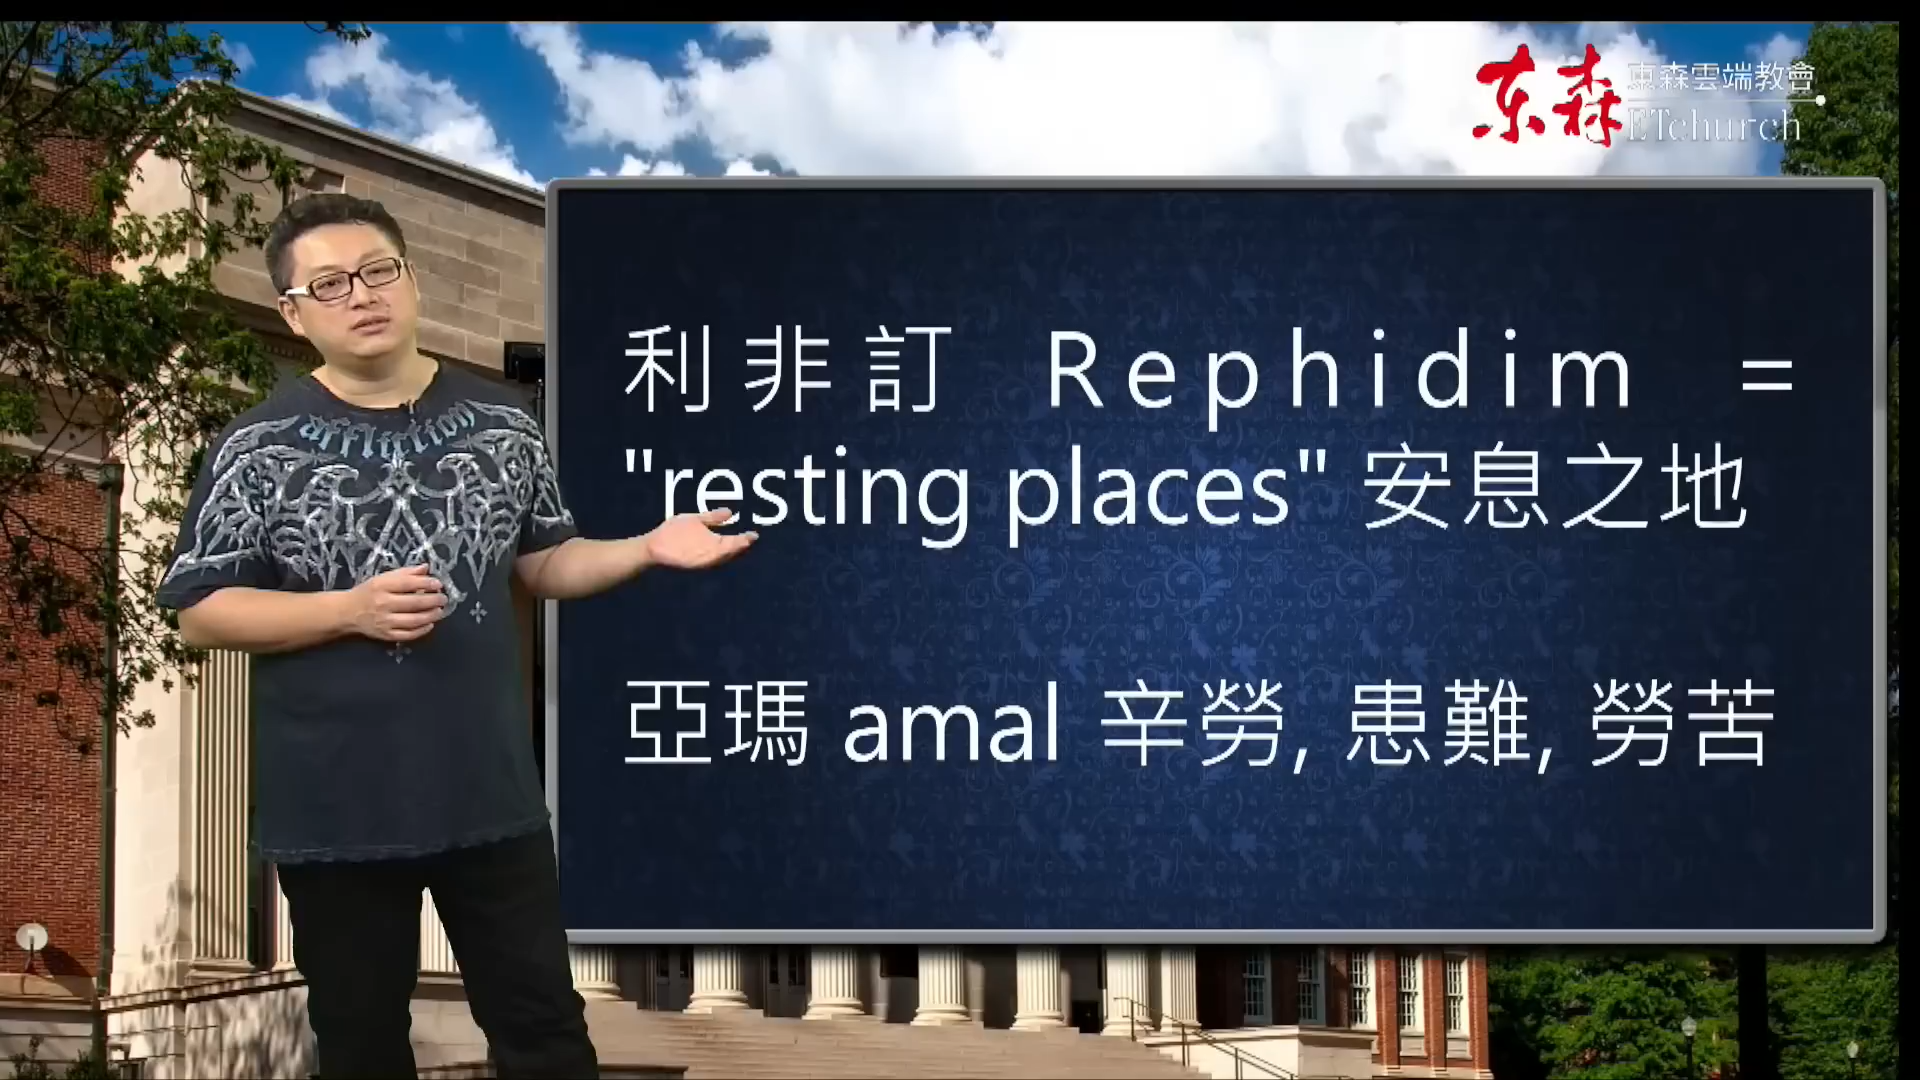 东森 東森雲端教會
ETchurch
affliction
利非訂 Rephidim =
"resting places" 安息之地
亞瑪 amal 辛勞, 患難, 勞苦